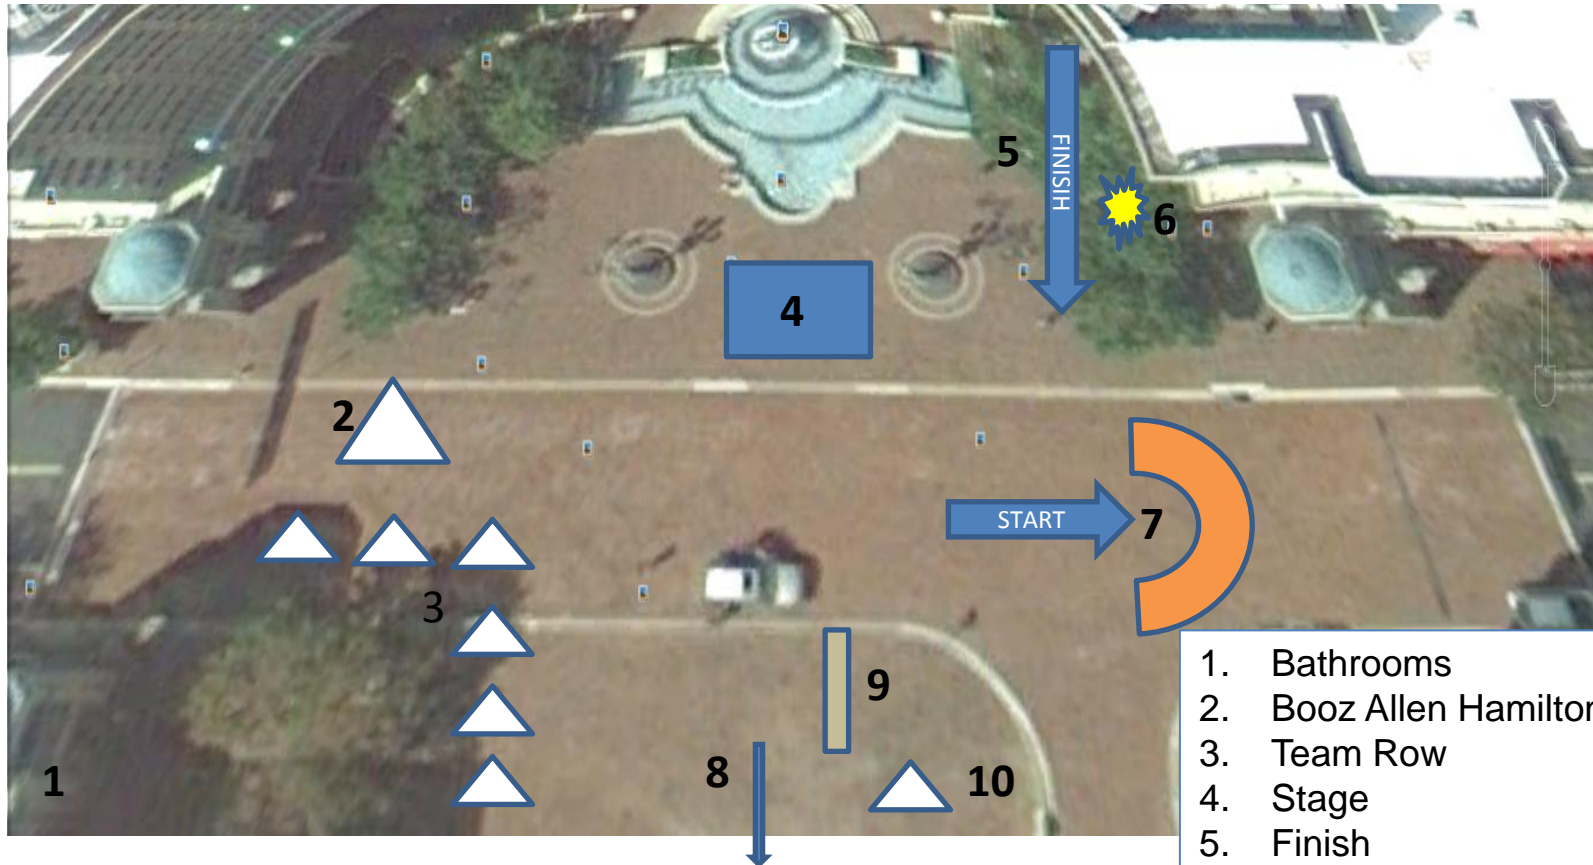 5
FINISIH
6
4
2
START
7
3
9
8
10
1
1. Bathrooms
2. Booz Allen Hamilton
3. Team Row
4. Stage
5. Finish